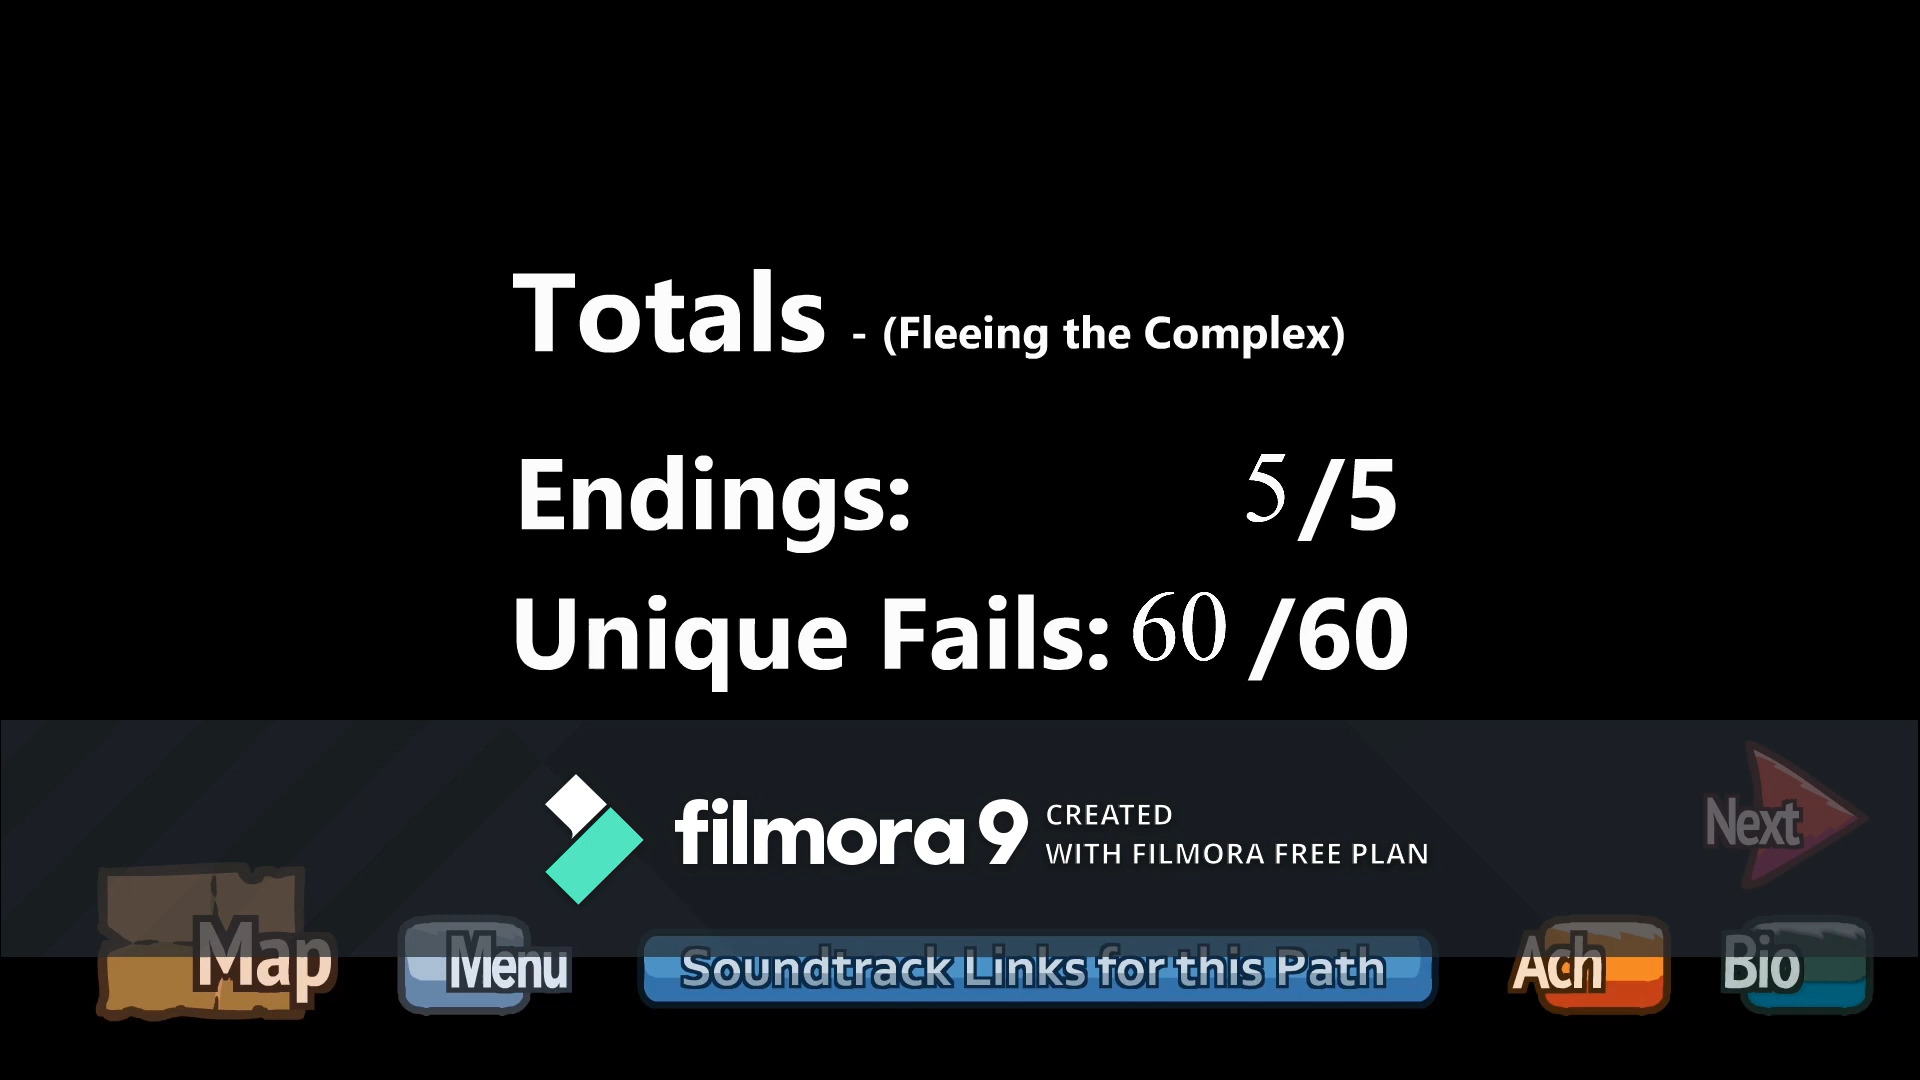 Totals - (Fleeing the Complex)
Endings: 5/5
Unique Fails: 60/60
filmora9 CREATED
WITH FILMORA FREE PLAN
Next
Map
Menu
Soundtrack Links for this Path
Ach
Bio